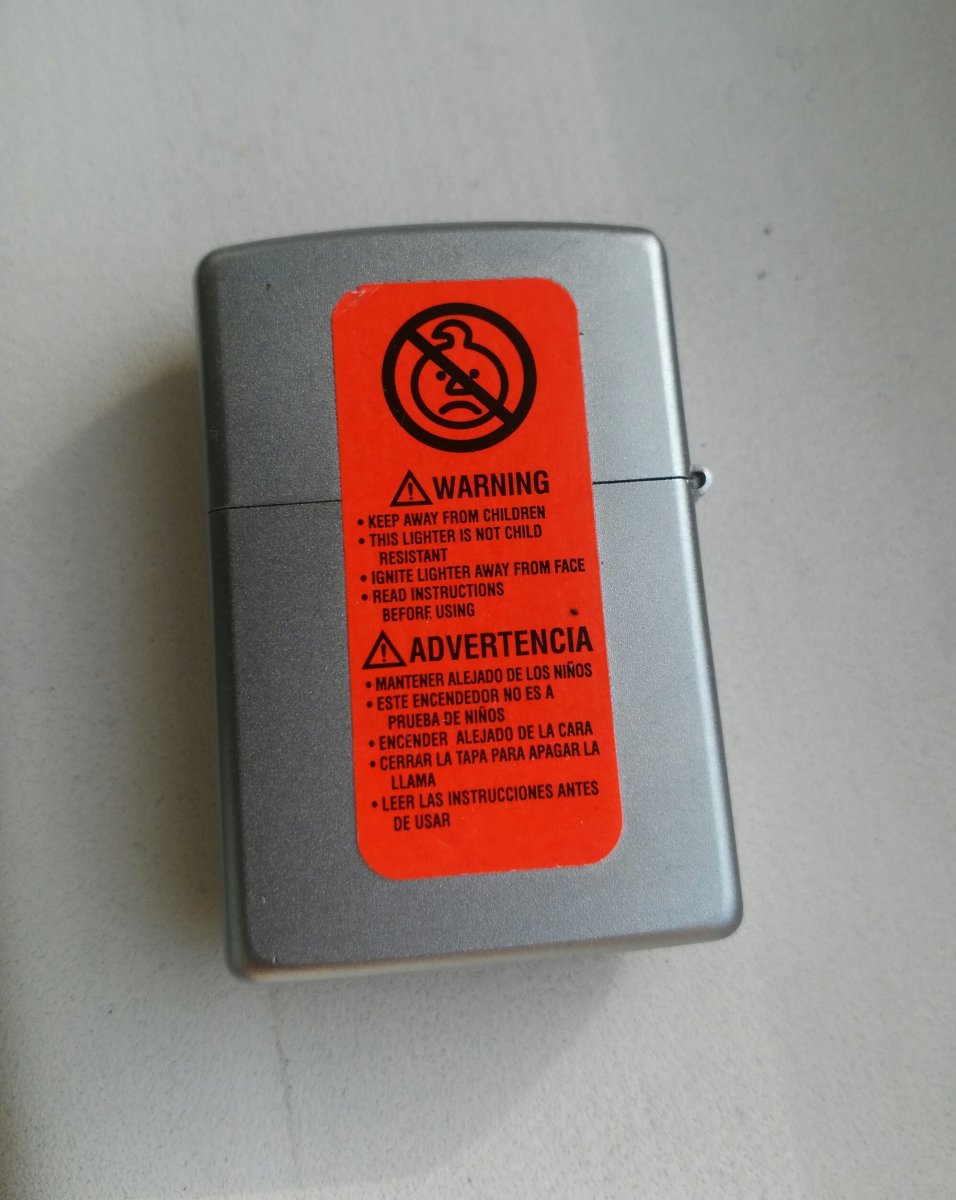 WARNING
• KEEP AWAY FROM CHILDREN
• THIS LIGHTER IS NOT CHILD
RESISTANT
• IGNITE LIGHTER AWAY FROM FACE
• READ INSTRUCTIONS
BEFORE USING
ADVERTENCIA
• MANTENER ALEJADO DE LOS NIÑOS
• ESTE ENCENDEDOR NO ES A
PRUEBA DE NIÑOS
• ENCENDER ALEJADO DE LA CARA
• CERRAR LA TAPA PARA APAGAR LA
LLAMA
• LEER LAS INSTRUCCIONES ANTES
DE USAR